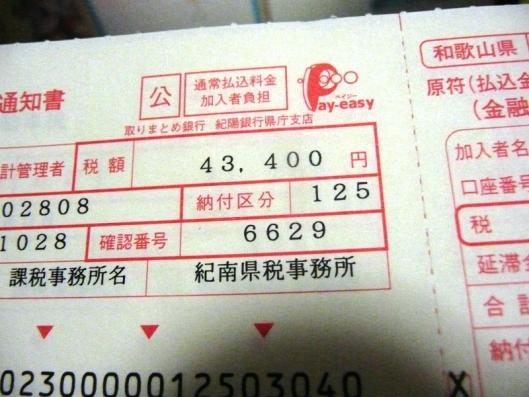 通知書
公
通常払込料金
加入者負担
ペイジー
Pay-easy
取りまとめ銀行 紀陽銀行県庁支店
計管理者
税額
43,400 円
02808
納付区分
125
1028
確認番号
6629
課税事務所名
紀南県税事務所
0230000012503040
X
和歌山県
原符(払込金
(金融
加入者名
口座番号
税
延滞金
合計
納付